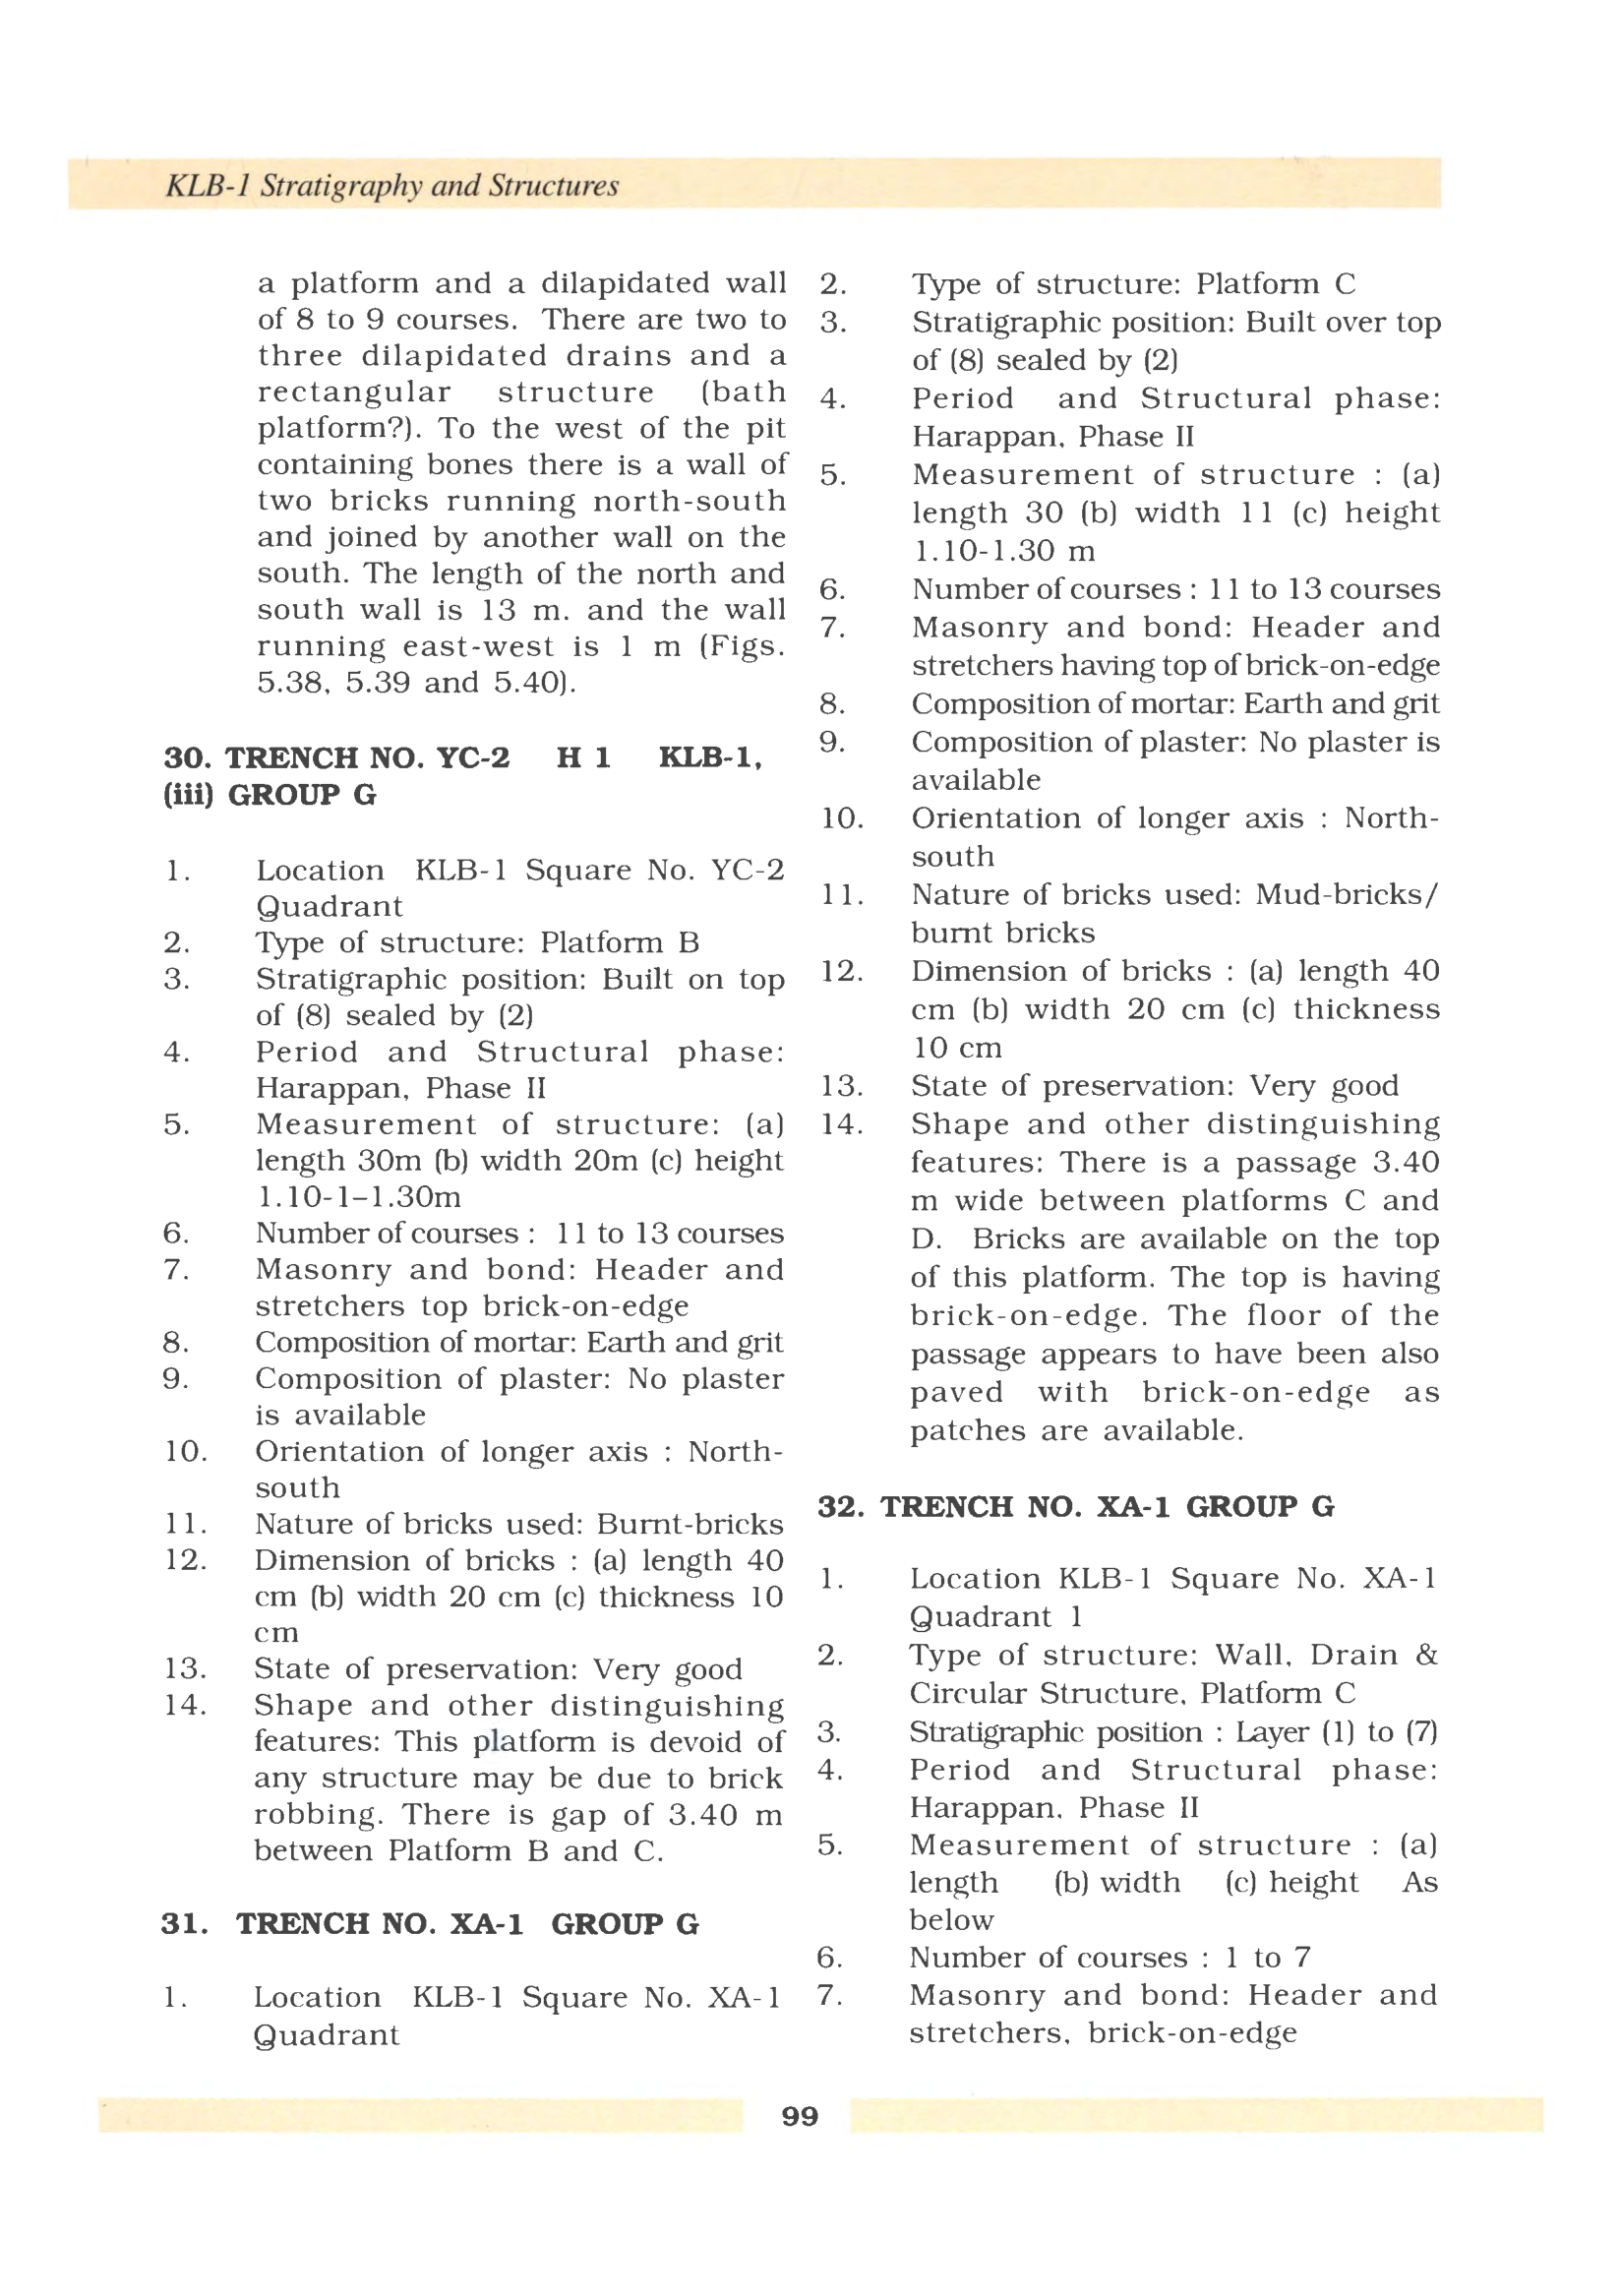 KLB-1 Stratigraphy and Structures
a platform and a dilapidated wall
of 8 to 9 courses. There are two to
three dilapidated drains and a
rectangular structure (bath
platform?). To the west of the pit
containing bones there is a wall of
two bricks running north-south
and joined by another wall on the
south. The length of the north and
south wall is 13 m. and the wall
running east-west is 1 m (Figs.
5.38, 5.39 and 5.40).
30. TRENCH NO. YC-2 H 1 KLB-1,
(iii) GROUP G
1. Location KLB-1 Square No. YC-2
Quadrant
2. Type of structure: Platform B
3. Stratigraphic position: Built on top
of (8) sealed by (2)
4. Period and Structural phase:
Harappan, Phase II
5. Measurement of structure: (a)
length 30m (b) width 20m (c) height
1.10-1–1.30m
6. Number of courses : 11 to 13 courses
7. Masonry and bond: Header and
stretchers top brick-on-edge
8. Composition of mortar: Earth and grit
9. Composition of plaster: No plaster
is available
10. Orientation of longer axis : North-
south
11. Nature of bricks used: Burnt-bricks
12. Dimension of bricks : (a) length 40
cm (b) width 20 cm (c) thickness 10
cm
13. State of preservation: Very good
14. Shape and other distinguishing
features: This platform is devoid of
any structure may be due to brick
robbing. There is gap of 3.40 m
between Platform B and C.
31. TRENCH NO. XA-1 GROUP G
1. Location KLB-1 Square No. XA-1
Quadrant
2. Type of structure: Platform C
3. Stratigraphic position: Built over top
of (8) sealed by (2)
4. Period and Structural phase:
Harappan, Phase II
5. Measurement of structure : (a)
length 30 (b) width 11 (c) height
1.10-1.30 m
6. Number of courses : 11 to 13 courses
7. Masonry and bond: Header and
stretchers having top of brick-on-edge
8. Composition of mortar: Earth and grit
9. Composition of plaster: No plaster is
available
10. Orientation of longer axis : North-
south
11. Nature of bricks used: Mud-bricks/
burnt bricks
12. Dimension of bricks : (a) length 40
cm (b) width 20 cm (c) thickness
10 cm
13. State of preservation: Very good
14. Shape and other distinguishing
features: There is a passage 3.40
m wide between platforms C and
D. Bricks are available on the top
of this platform. The top is having
brick-on-edge. The floor of the
passage appears to have been also
paved with brick-on-edge as
patches are available.
32. TRENCH NO. XA-1 GROUP G
1. Location KLB-1 Square No. XA-1
Quadrant 1
2. Type of structure: Wall, Drain &
Circular Structure, Platform C
3. Stratigraphic position : Layer (1) to (7)
4. Period and Structural phase:
Harappan, Phase II
5. Measurement of structure : (a)
length (b) width (c) height As
below
6. Number of courses : 1 to 7
7. Masonry and bond: Header and
stretchers, brick-on-edge
99